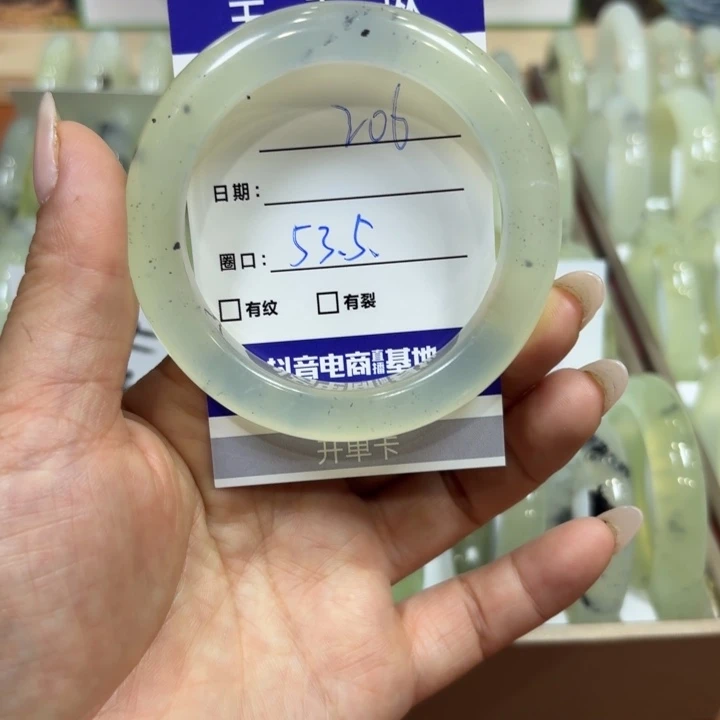 206
日期:
圈口: 53.5.
有纹 有裂
抖音电商直播基地
开单卡